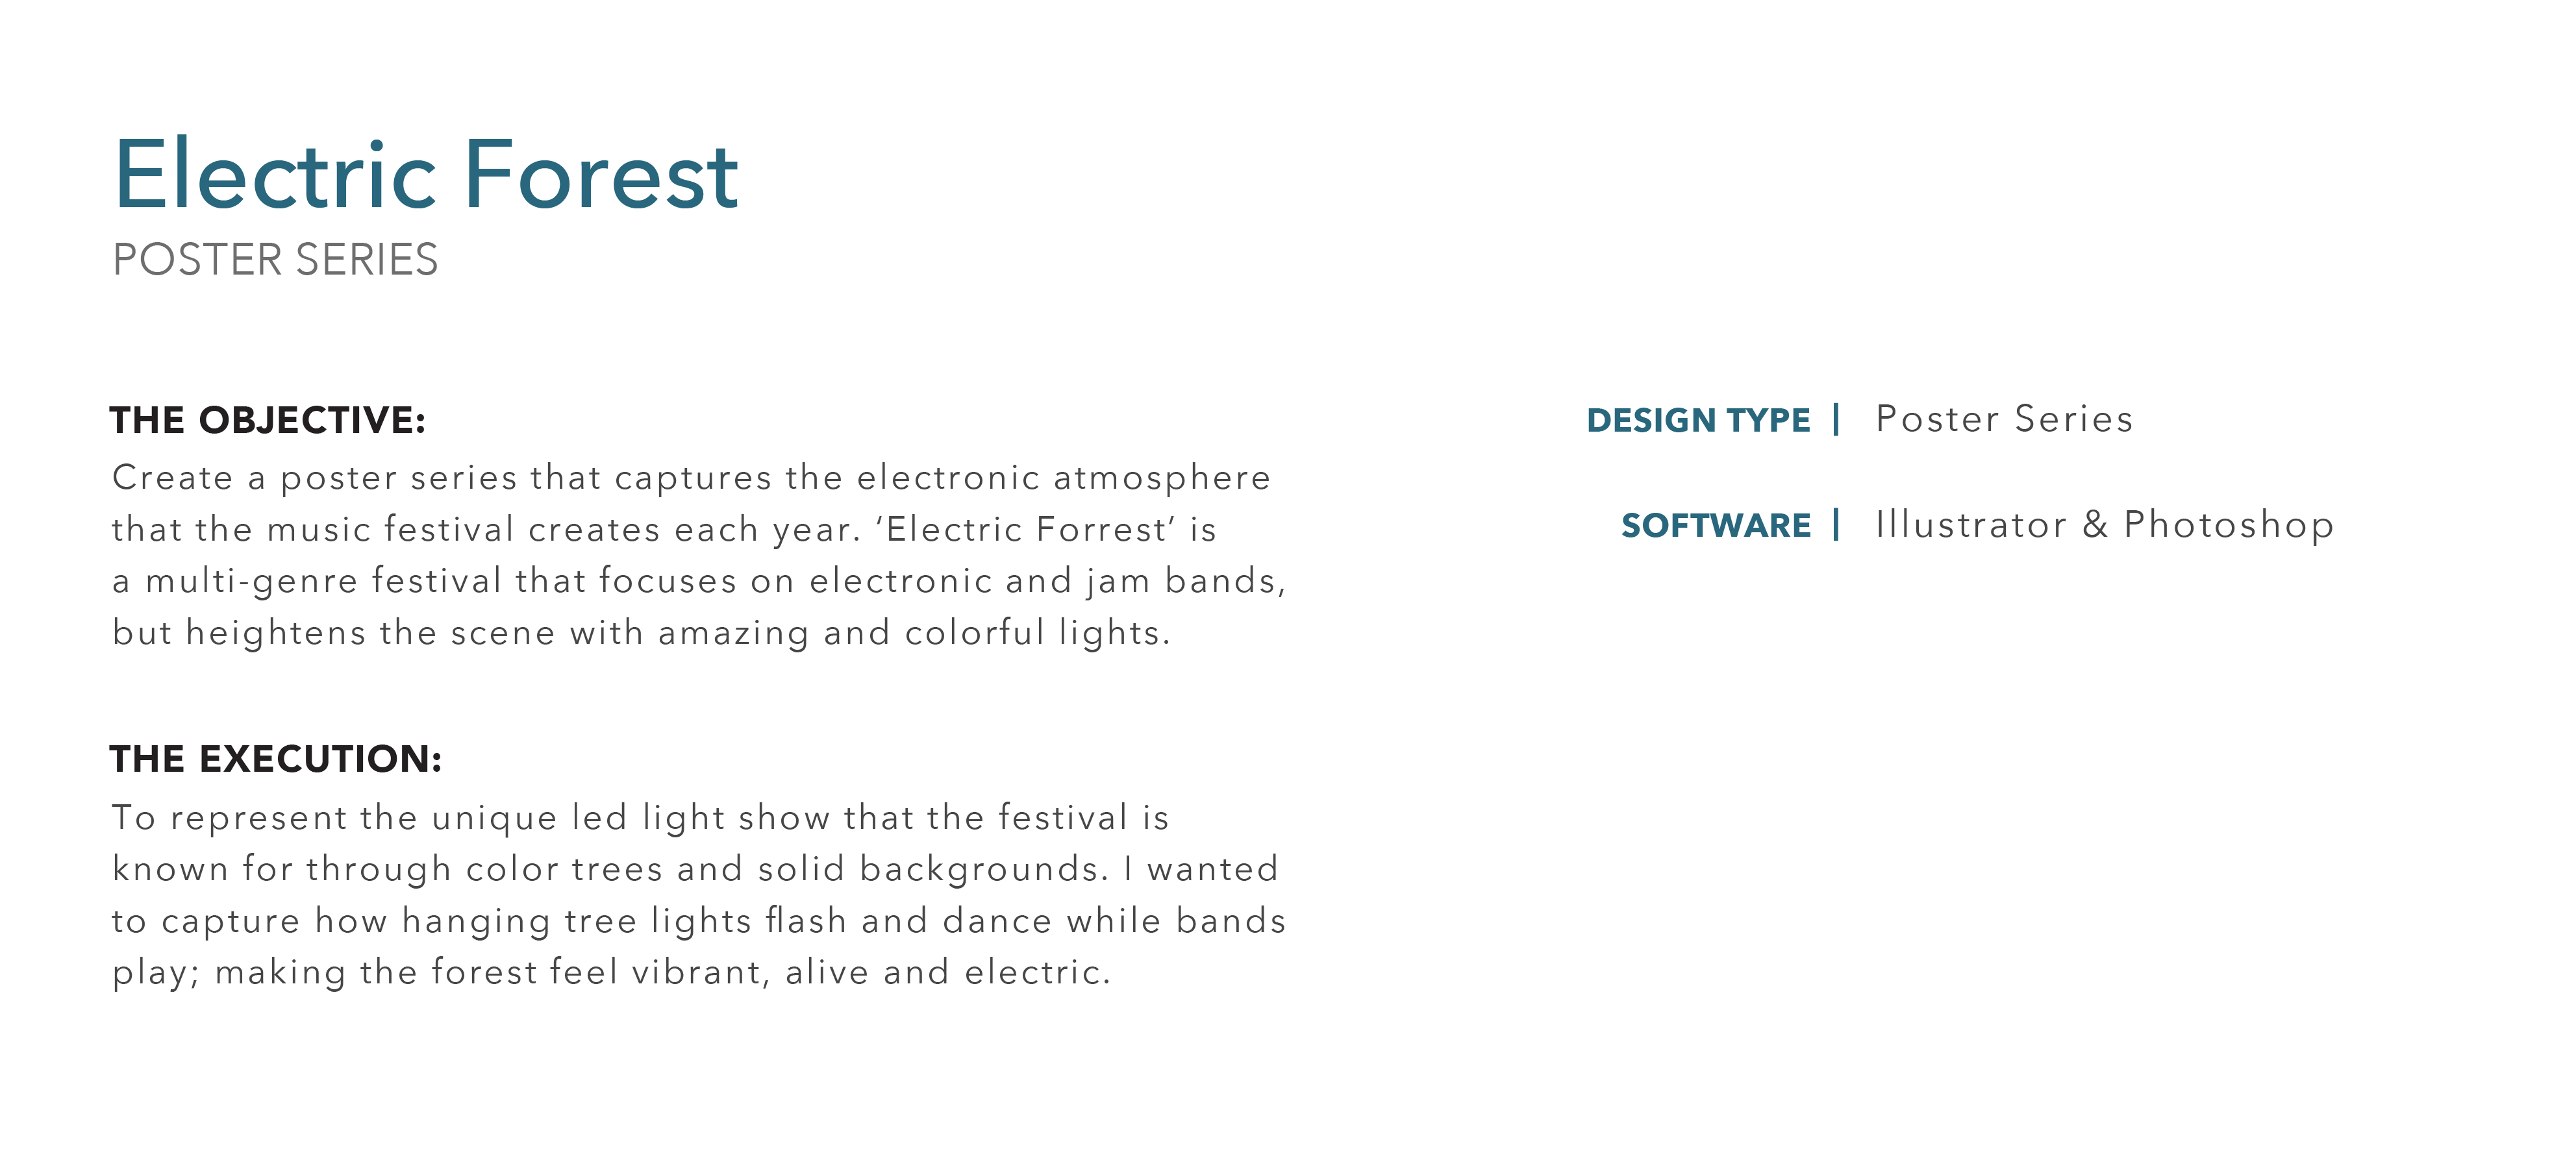 Electric Forest
POSTER SERIES
THE OBJECTIVE:
Create a poster series that captures the electronic atmosphere
that the music festival creates each year. ‘Electric Forrest’ is
a multi-genre festival that focuses on electronic and jam bands,
but heightens the scene with amazing and colorful lights.
THE EXECUTION:
To represent the unique led light show that the festival is
known for through color trees and solid backgrounds. I wanted
to capture how hanging tree lights flash and dance while bands
play; making the forest feel vibrant, alive and electric.
DESIGN TYPE | Poster Series
SOFTWARE | Illustrator & Photoshop